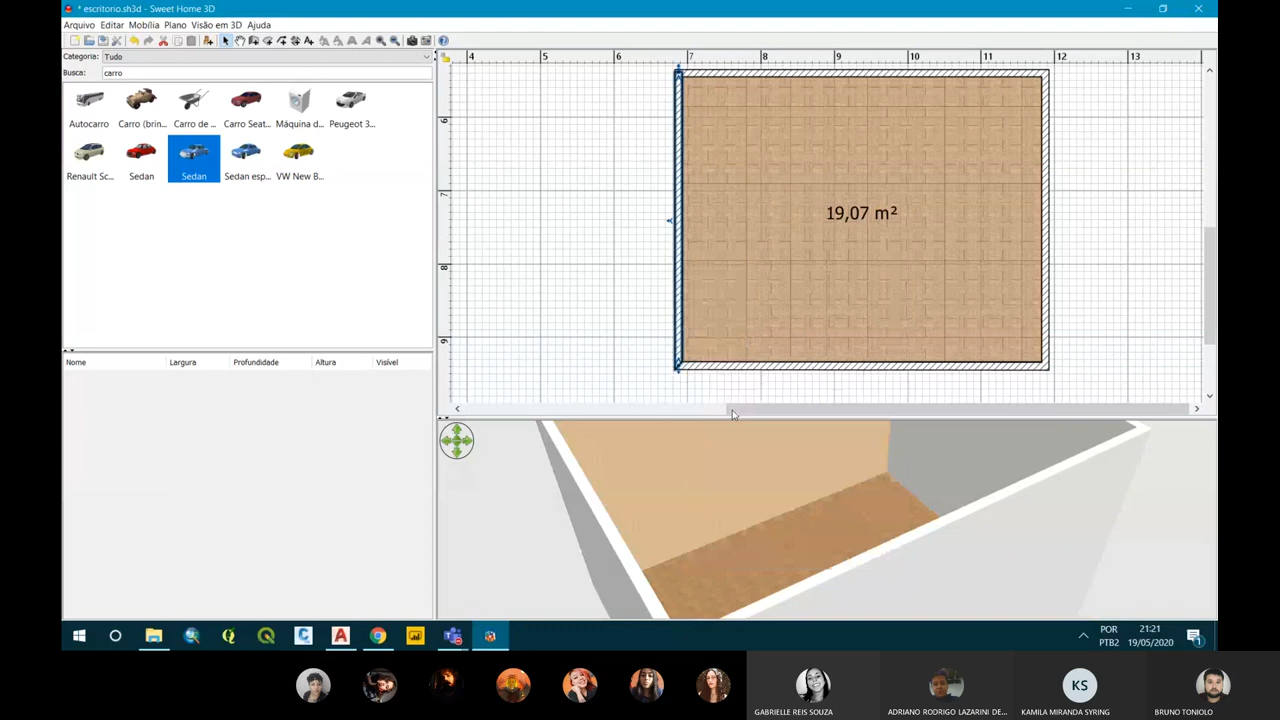 * escritorio.sh3d - Sweet Home 3D
Arquivo Editar Mobília Plano Visão em 3D Ajuda
Categoria: Tudo
Busca: carro
Autocarro Carro (brin... Carro de ... Carro Seat... Máquina d... Peugeot 3...
Renault Sc... Sedan Sedan Sedan esp... VW New B...
Nome Largura Profundidade Altura Visível
4 5 6 7 8 9 10 11 12 13
6
7
8
9
19,07 m²
POR
PTB2
21:21
19/05/2020
1
KS
GABRIELLE REIS SOUZA
ADRIANO RODRIGO LAZARINI DE...
KAMILA MIRANDA SYRING
BRUNO TONIOLO